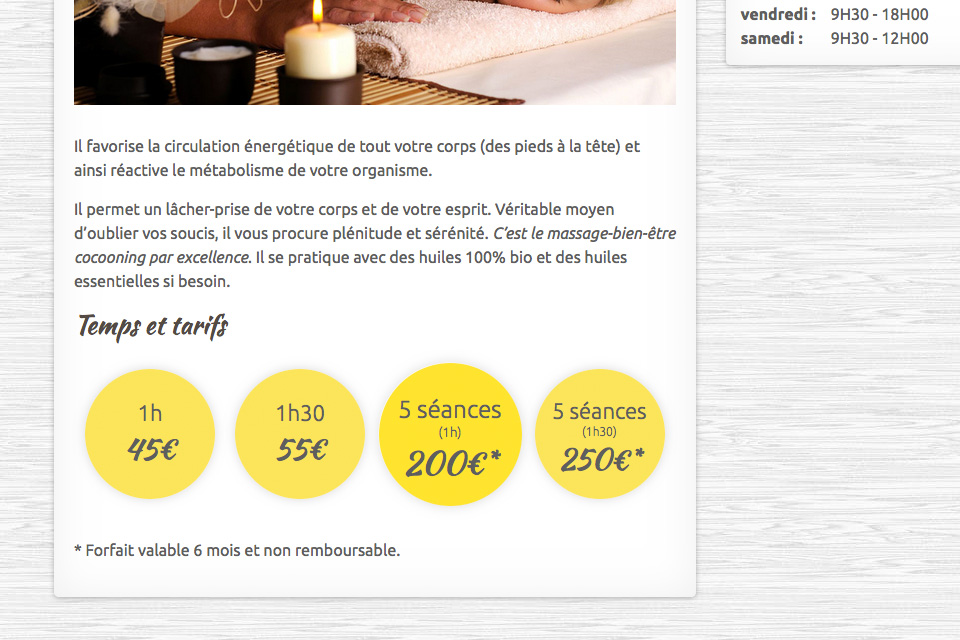 vendredi : 9H30 - 18H00
samedi : 9H30 - 12H00
Il favorise la circulation énergétique de tout votre corps (des pieds à la tête) et
ainsi réactive le métabolisme de votre organisme.
Il permet un lâcher-prise de votre corps et de votre esprit. Véritable moyen
d’oublier vos soucis, il vous procure plénitude et sérénité. C’est le massage-bien-être
cocooning par excellence. Il se pratique avec des huiles 100% bio et des huiles
essentielles si besoin.
Temps et tarifs
1h
45€
1h30
55€
5 séances
(1h)
200€*
5 séances
(1h30)
250€*
* Forfait valable 6 mois et non remboursable.